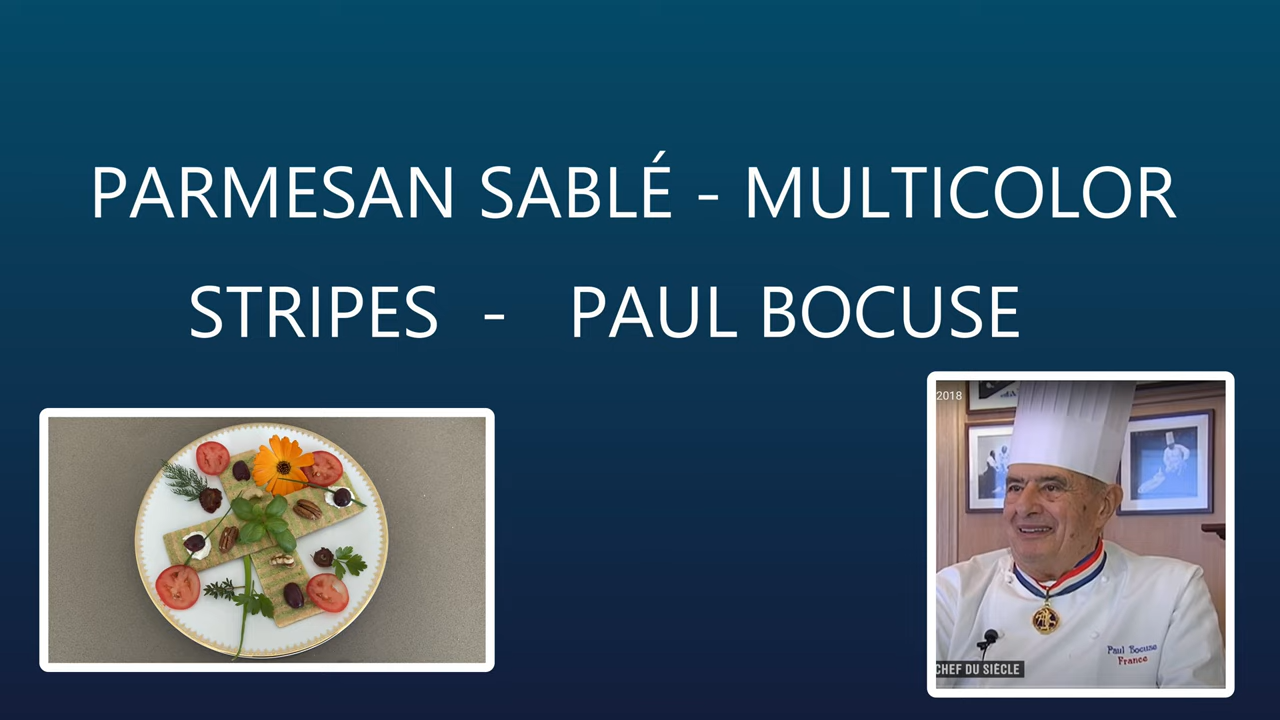 PARMESAN SABLÉ - MULTICOLOR
STRIPES - PAUL BOCUSE
2018
Paul Bocuse
France
CHEF DU SIÈCLE